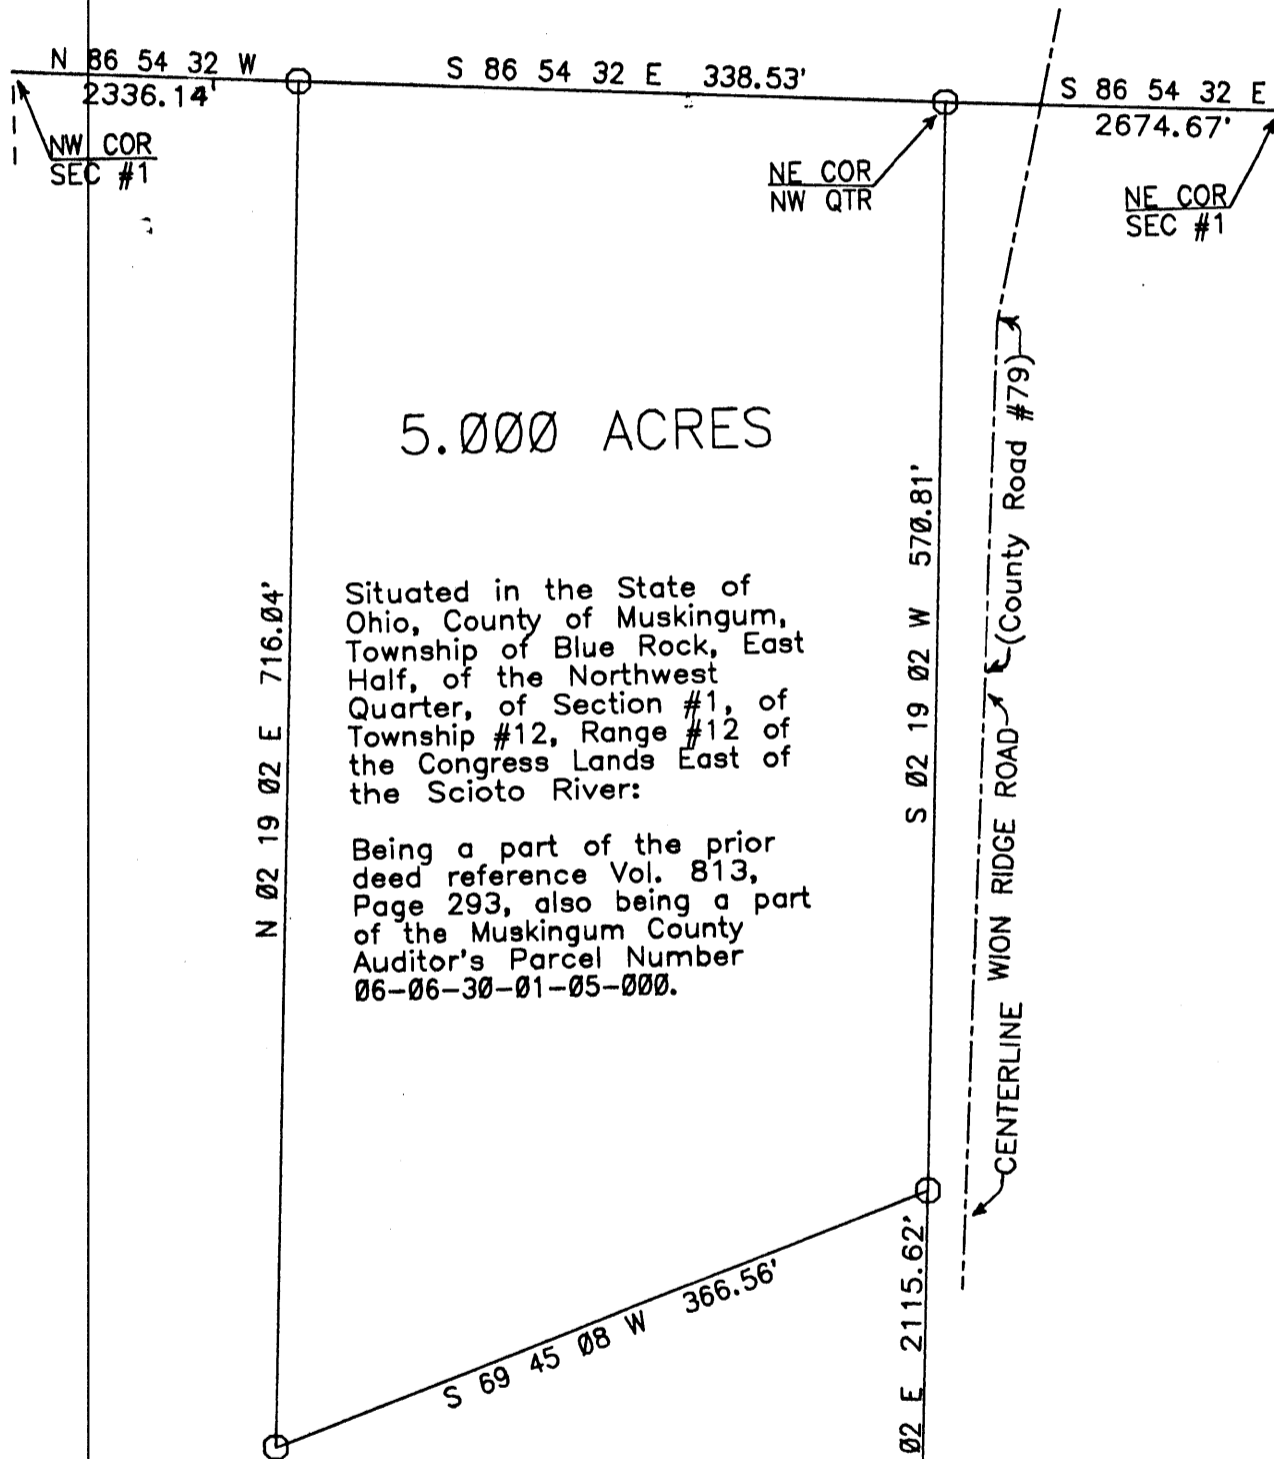 N 86 54 32 W
2336.14'
S 86 54 32 E 338.53'
S 86 54 32 E
2674.67'
NW COR
SEC #1
NE COR
NW QTR
NE COR
SEC #1
5.000 ACRES
(County Road #79)
S 02 19 02 W 570.81'
N 02 19 02 E 716.04'
Situated in the State of
Ohio, County of Muskingum,
Township of Blue Rock, East
Half, of the Northwest
Quarter, of Section #1, of
Township #12, Range #12 of
the Congress Lands East of
the Scioto River:
Being a part of the prior
deed reference Vol. 813,
Page 293, also being a part
of the Muskingum County
Auditor's Parcel Number
06-06-30-01-05-000.
CENTERLINE WION RIDGE ROAD
S 69 45 08 W 366.56'
02 E 2115.62'